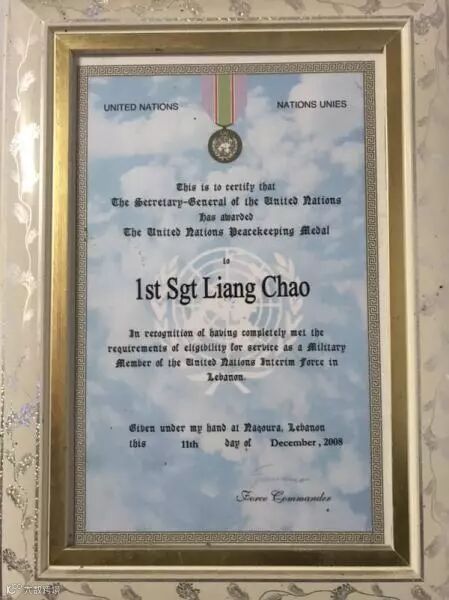 UNITED NATIONS
NATIONS UNIES
This is to certify that
The Secretary-General of the United Nations
has awarded
The United Nations Peacekeeping Medal
to
1st Sgt Liang Chao
In recognition of having completely met the
requirements of eligibility for service as a Military
Member of the United Nations Interim Force in
Lebanon.
Given under my hand at Naqoura, Lebanon
this 11th day of December, 2008
Force Commander